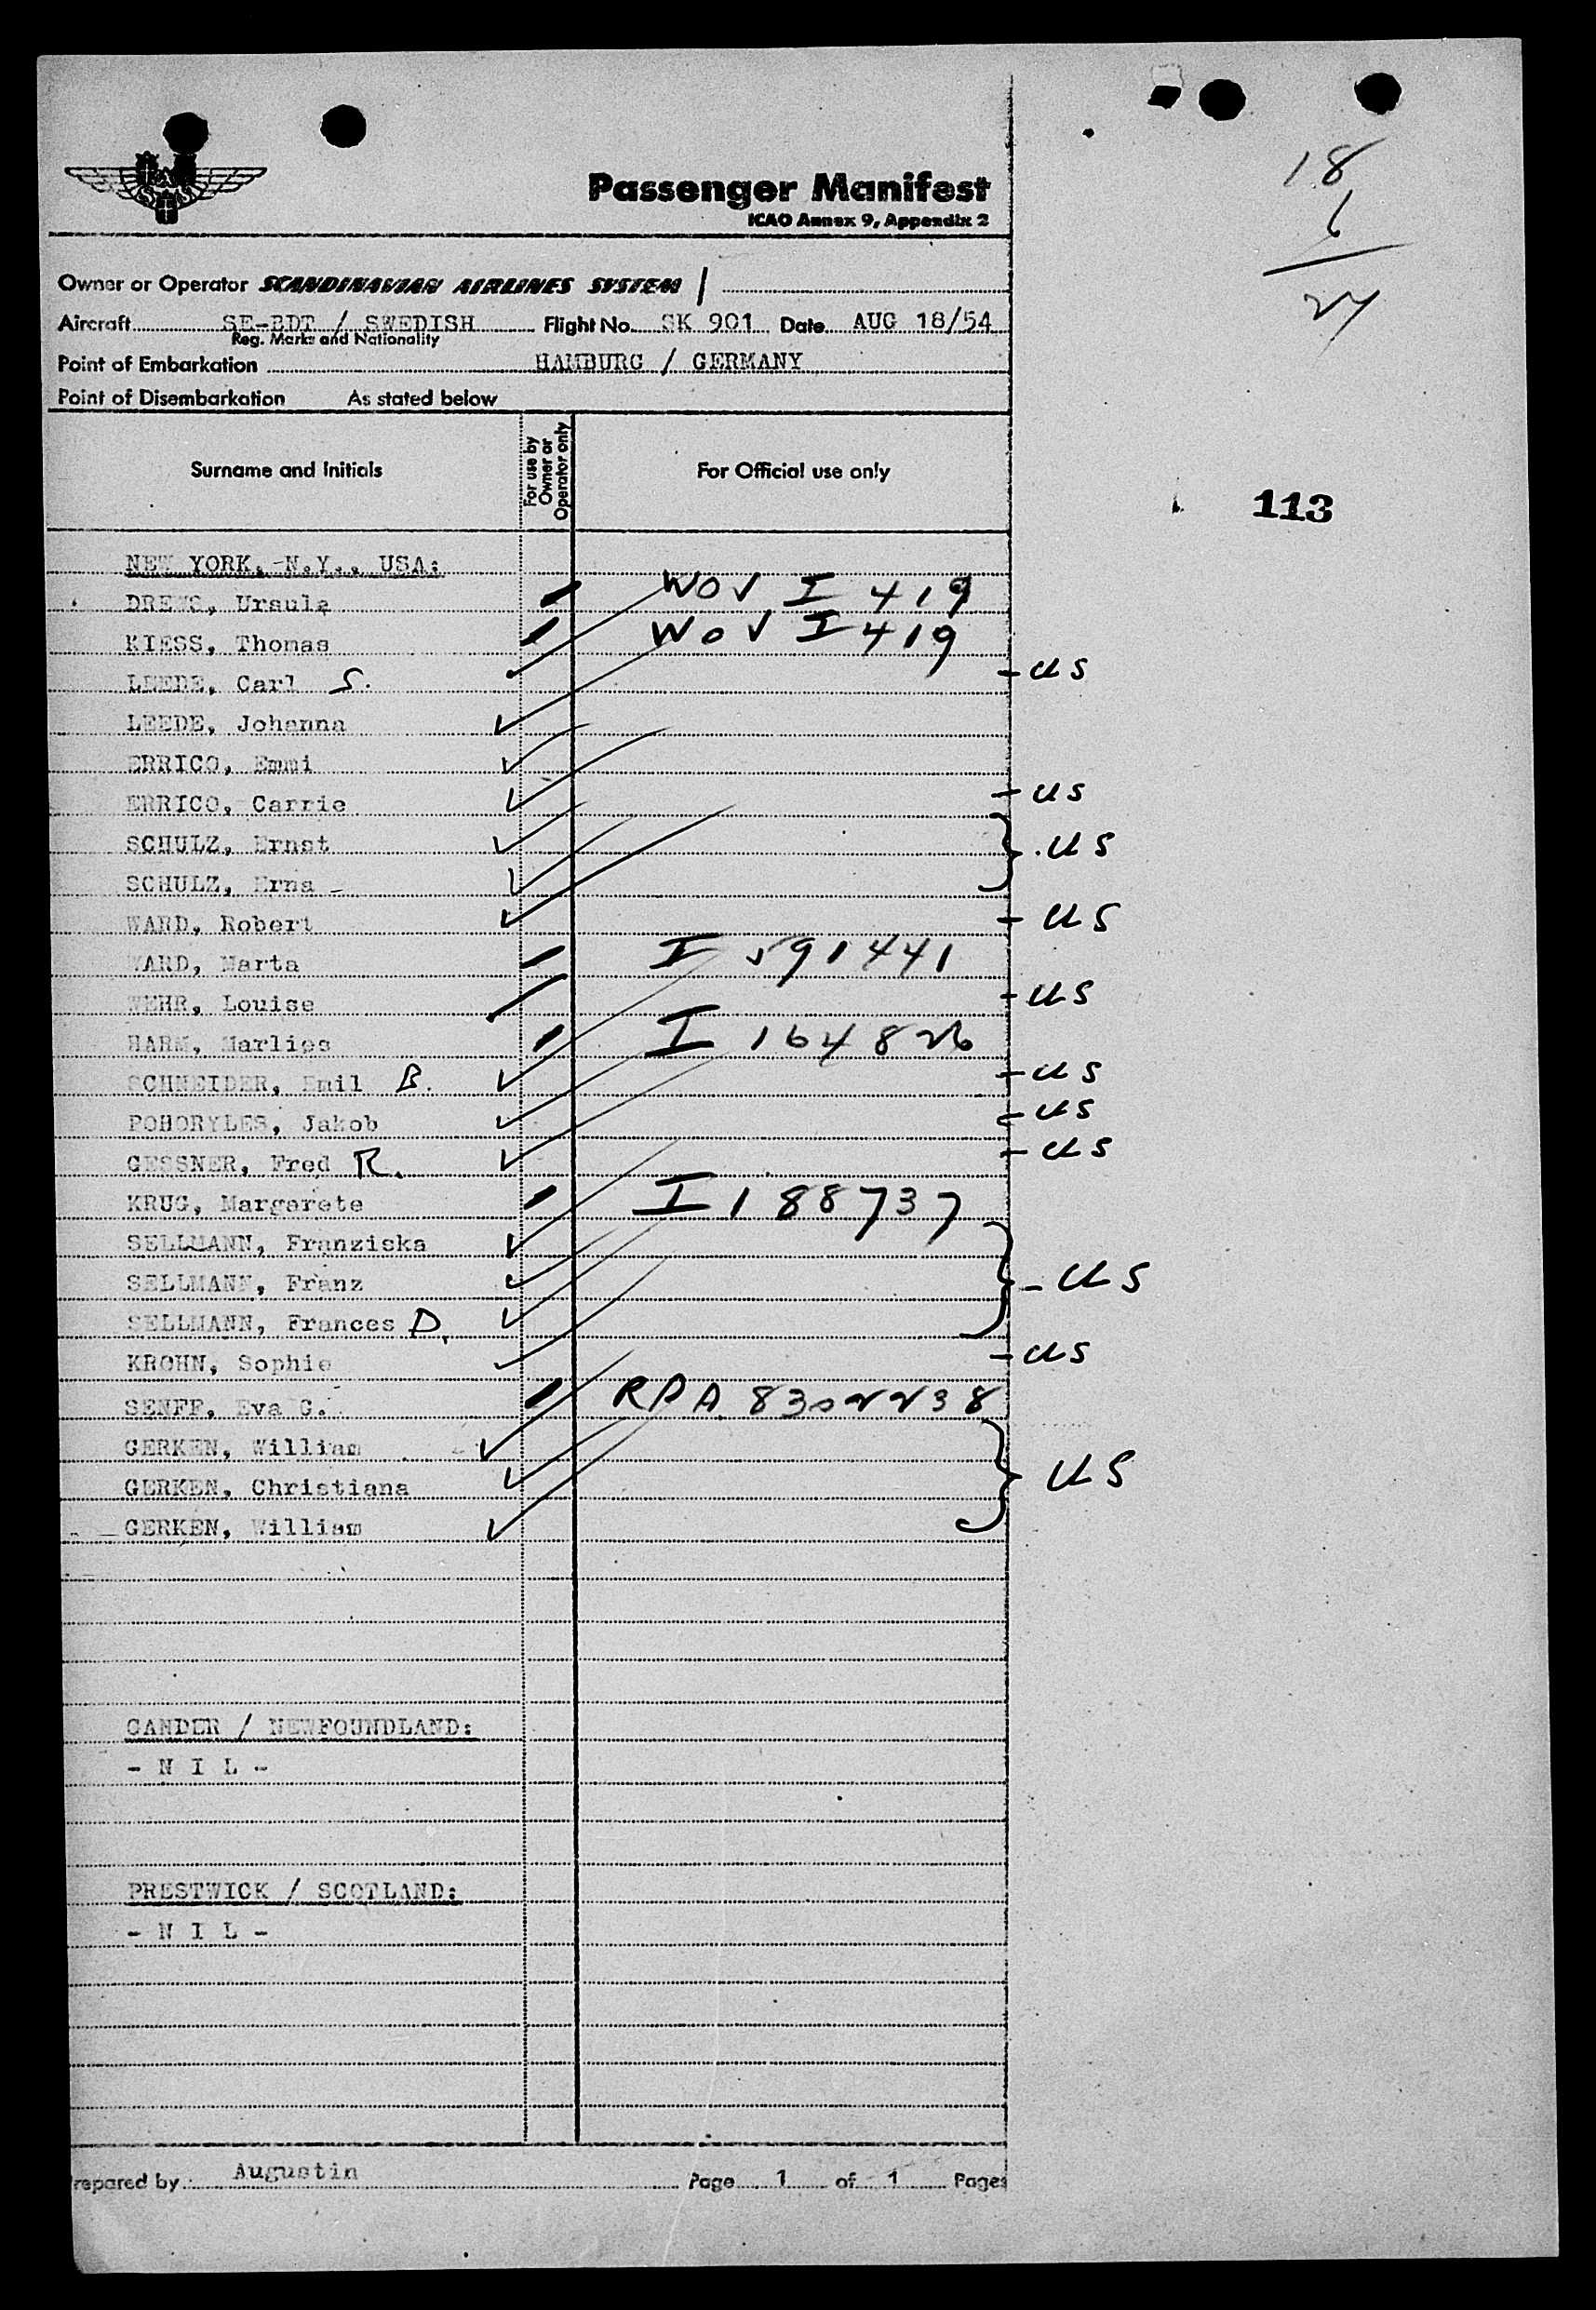 18
6
24
SAS
Passenger Manifest
ICAO Annex 9, Appendix 2
Owner or Operator SCANDINAVIAN AIRLINES SYSTEM /
Aircraft SE-BDT / SWEDISH Flight No. SK 901 Date AUG 18/54
Reg. Marks and Nationality
Point of Embarkation HAMBURG / GERMANY
Point of Disembarkation As stated below
Surname and Initials
For use by
Owner or
Operator only
For Official use only
113
NEW YORK, N.Y., USA:
DREWS, Ursula WOV I 419
KIESS, Thomas WOV I 419
LEEDE, Carl S. - US
LEEDE, Johanna
ERRICO, Emmi
ERRICO, Carrie - US
SCHULZ, Ernst } US
SCHULZ, Erna -
WARD, Robert - US
WARD, Marta I 591441
WEHR, Louise - US
HARM, Marlies I 164826
SCHNEIDER, Emil B. - US
POHORYLES, Jakob - US
GESSNER, Fred R. - US
KRUG, Margarete I 188737
SELLMANN, Franziska
SELLMANN, Franz } - US
SELLMANN, Frances D.
KROHN, Sophie - US
SENFF, Eva G. RPA 8302238
GERKEN, William
GERKEN, Christiana } US
GERKEN, William
GANDER / NEWFOUNDLAND:
- N I L -
PRESTWICK / SCOTLAND:
- N I L -
Prepared by: Augustin Page 1 of 1 Pages